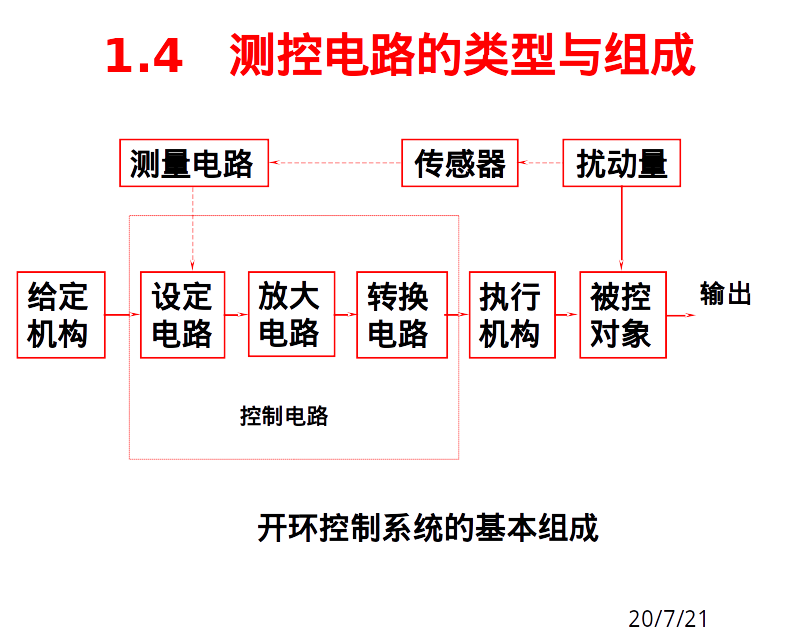 1.4 测控电路的类型与组成
测量电路
传感器
扰动量
给定
机构
设定
电路
放大
电路
转换
电路
执行
机构
被控
对象
输出
控制电路
开环控制系统的基本组成
20/7/21